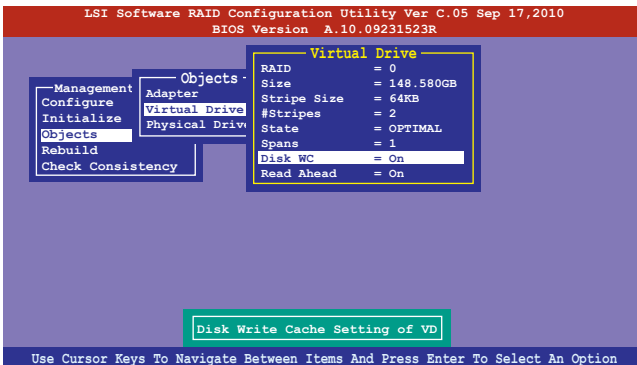 LSI Software RAID Configuration Utility Ver C.05 Sep 17,2010
BIOS Version A.10.09231523R
Management
Configure
Initialize
Objects
Rebuild
Check Consistency
Objects
Adapter
Virtual Drive
Physical Driv
Virtual Drive
RAID = 0
Size = 148.580GB
Stripe Size = 64KB
#Stripes = 2
State = OPTIMAL
Spans = 1
Disk WC = On
Read Ahead = On
Disk Write Cache Setting of VD
Use Cursor Keys To Navigate Between Items And Press Enter To Select An Option